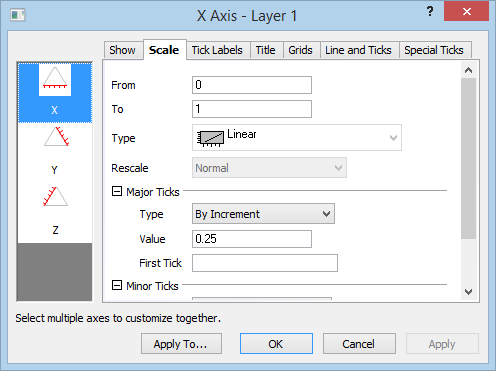 X Axis - Layer 1
?
Show Scale Tick Labels Title Grids Line and Ticks Special Ticks
X
Y
Z
From 0
To 1
Type Linear
Rescale Normal
Major Ticks
Type By Increment
Value 0.25
First Tick
Minor Ticks
Select multiple axes to customize together.
Apply To... OK Cancel Apply